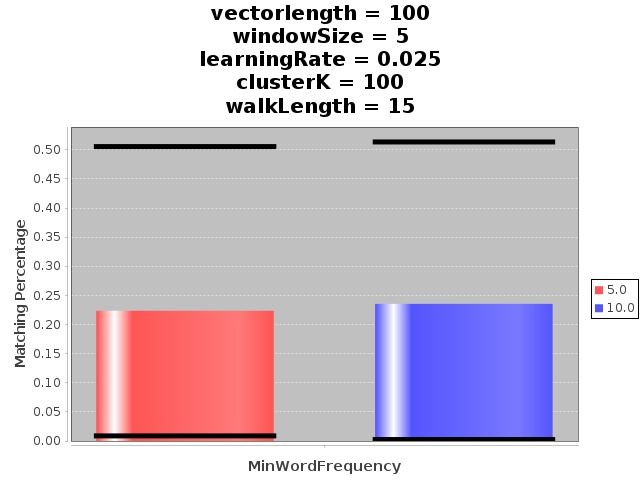 vectorlength = 100
windowSize = 5
learningRate = 0.025
clusterK = 100
walkLength = 15
0.50
0.45
0.40
0.35
0.30
0.25
0.20
0.15
0.10
0.05
0.00
Matching Percentage
MinWordFrequency
5.0
10.0